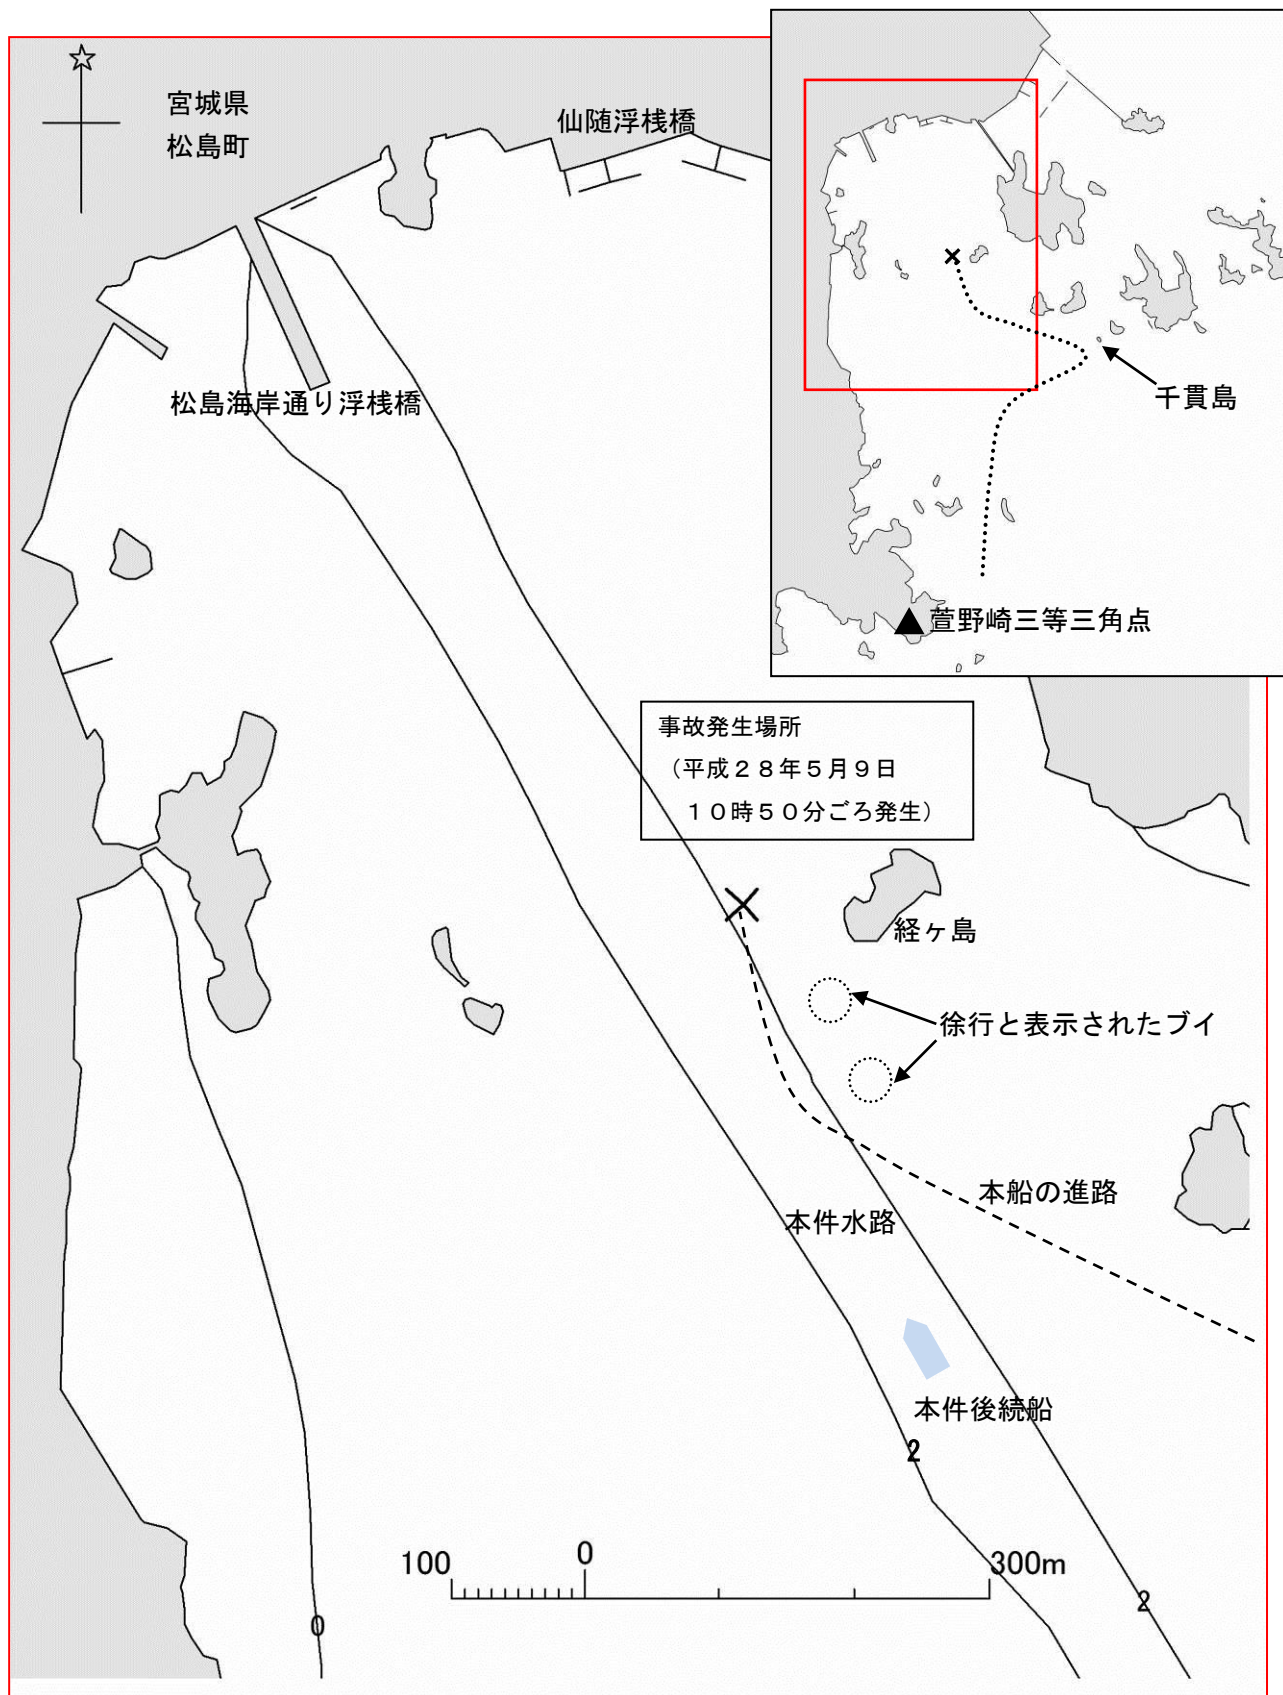 宮城県
松島町
仙随浮桟橋
松島海岸通り浮桟橋
千貫島
萱野崎三等三角点
事故発生場所
（平成２８年５月９日
１０時５０分ごろ発生）
経ヶ島
徐行と表示されたブイ
本船の進路
本件水路
本件後続船
2
100
0
300m
2
0